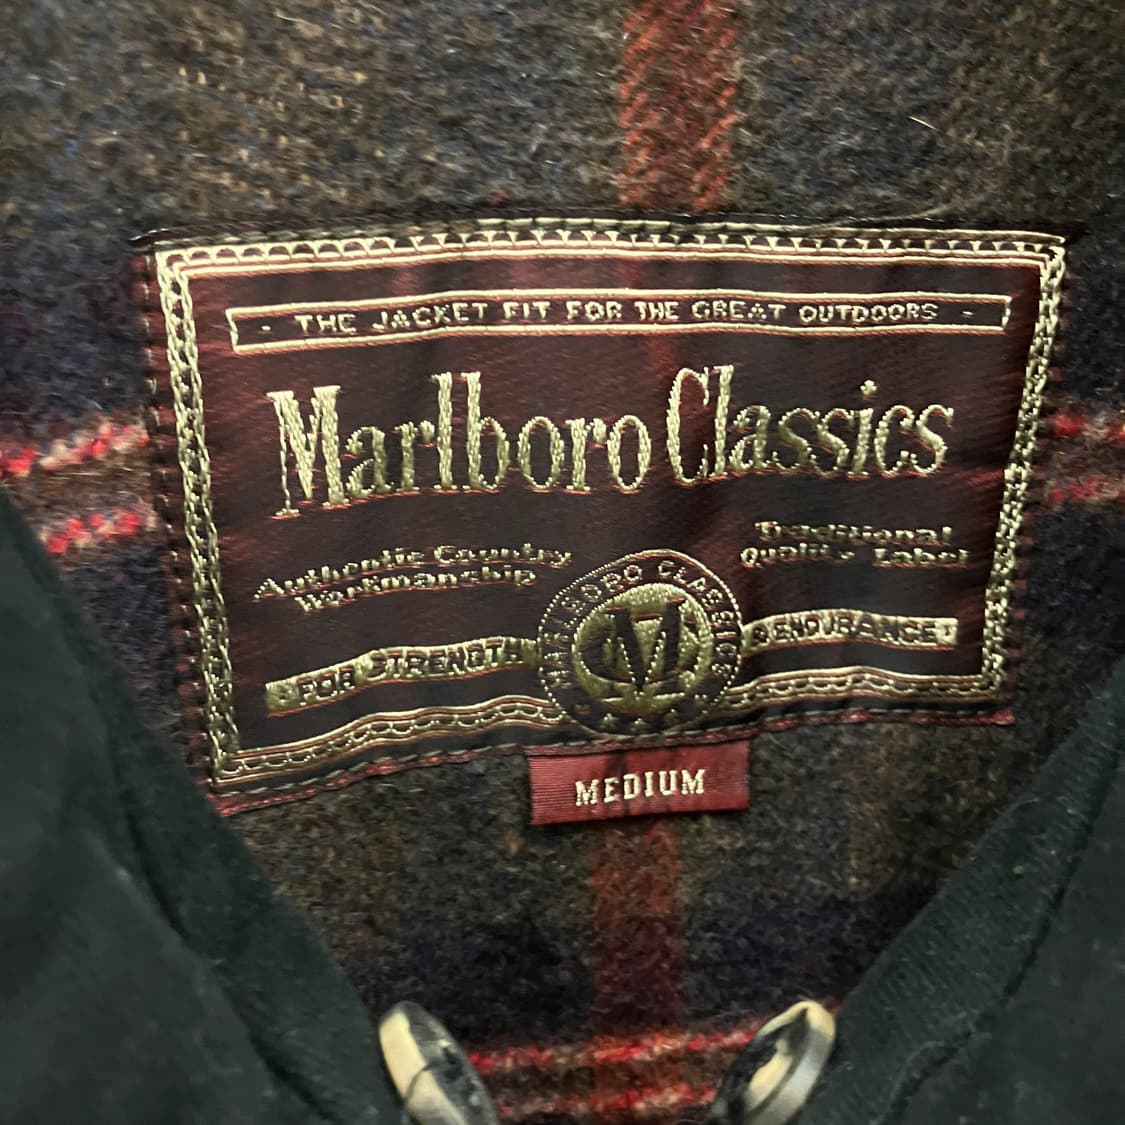 - THE JACKET FIT FOR THE GREAT OUTDOORS -
Marlboro Classics
Authentic Country
Workmanship
Traditional
Quality Label
MARLBORO CLASSICS
MC
FOR STRENGTH
& ENDURANCE
MEDIUM